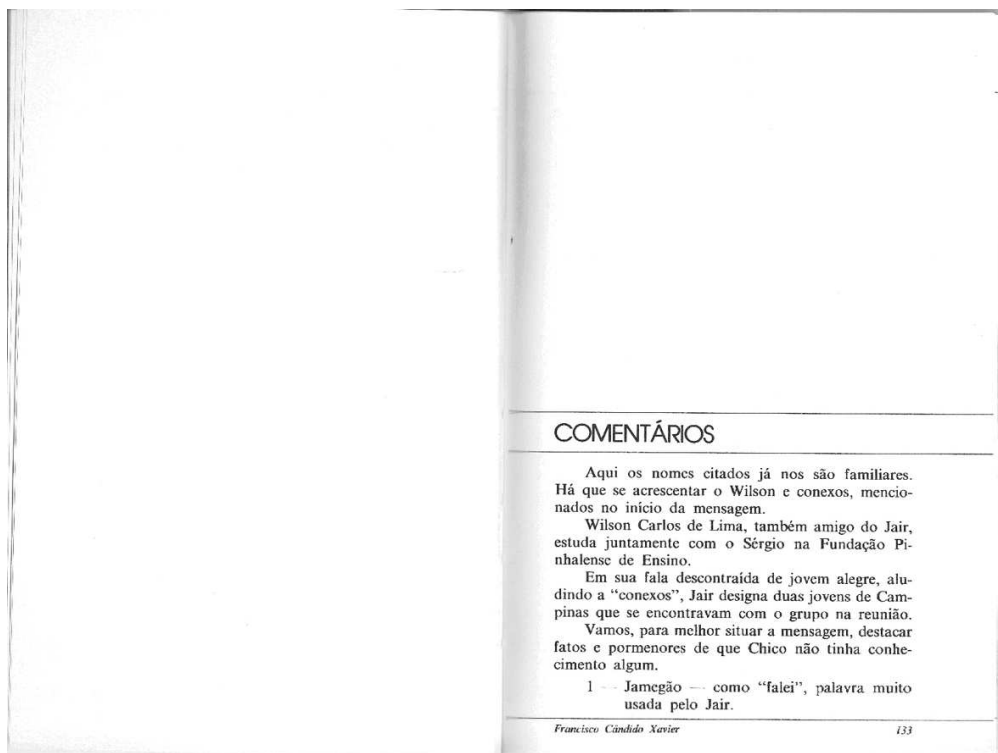 COMENTÁRIOS
Aqui os nomes citados já nos são familiares.
Há que se acrescentar o Wilson e conexos, mencio-
nados no início da mensagem.
Wilson Carlos de Lima, também amigo do Jair,
estuda juntamente com o Sérgio na Fundação Pi-
nhalense de Ensino.
Em sua fala descontraída de jovem alegre, alu-
dindo a “conexos”, Jair designa duas jovens de Cam-
pinas que se encontravam com o grupo na reunião.
Vamos, para melhor situar a mensagem, destacar
fatos e pormenores de que Chico não tinha conhe-
cimento algum.
1 — Jamegão — como “falei”, palavra muito
usada pelo Jair.
Francisco Cândido Xavier 133